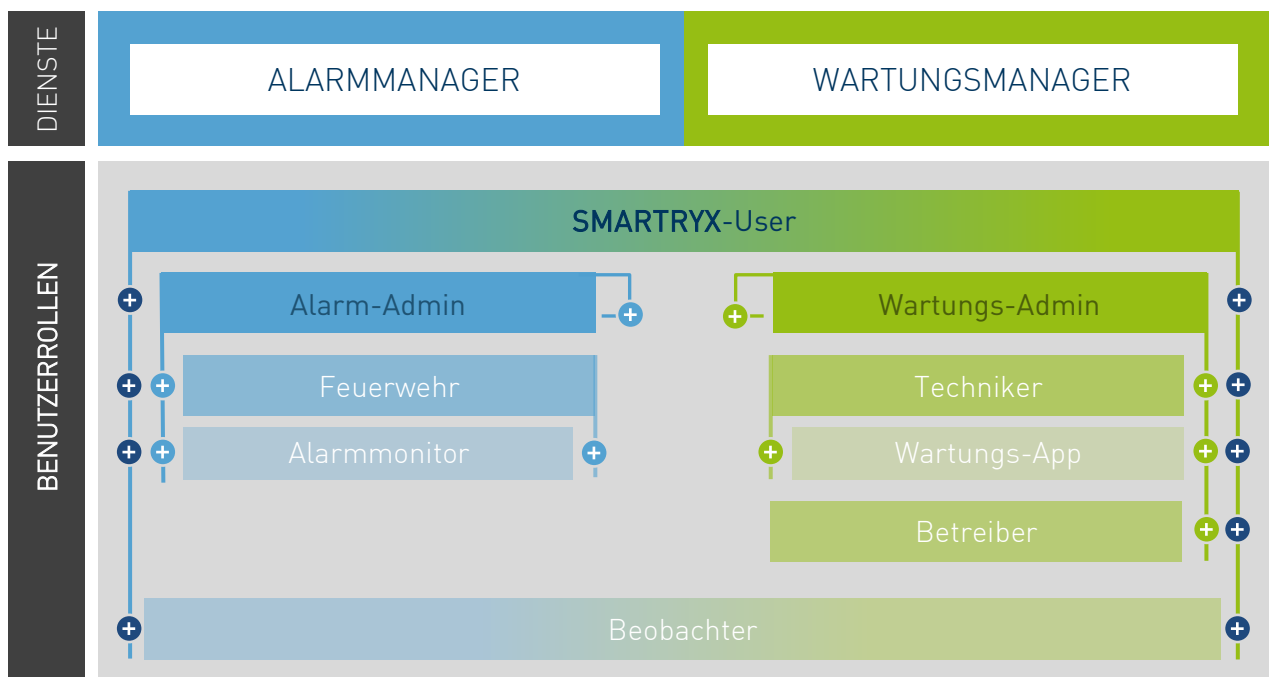 DIENSTE
ALARMMANAGER
WARTUNGSMANAGER
BENUTZERROLLEN
SMARTRYX-User
Alarm-Admin
Wartungs-Admin
Feuerwehr
Techniker
Alarmmonitor
Wartungs-App
Betreiber
Beobachter